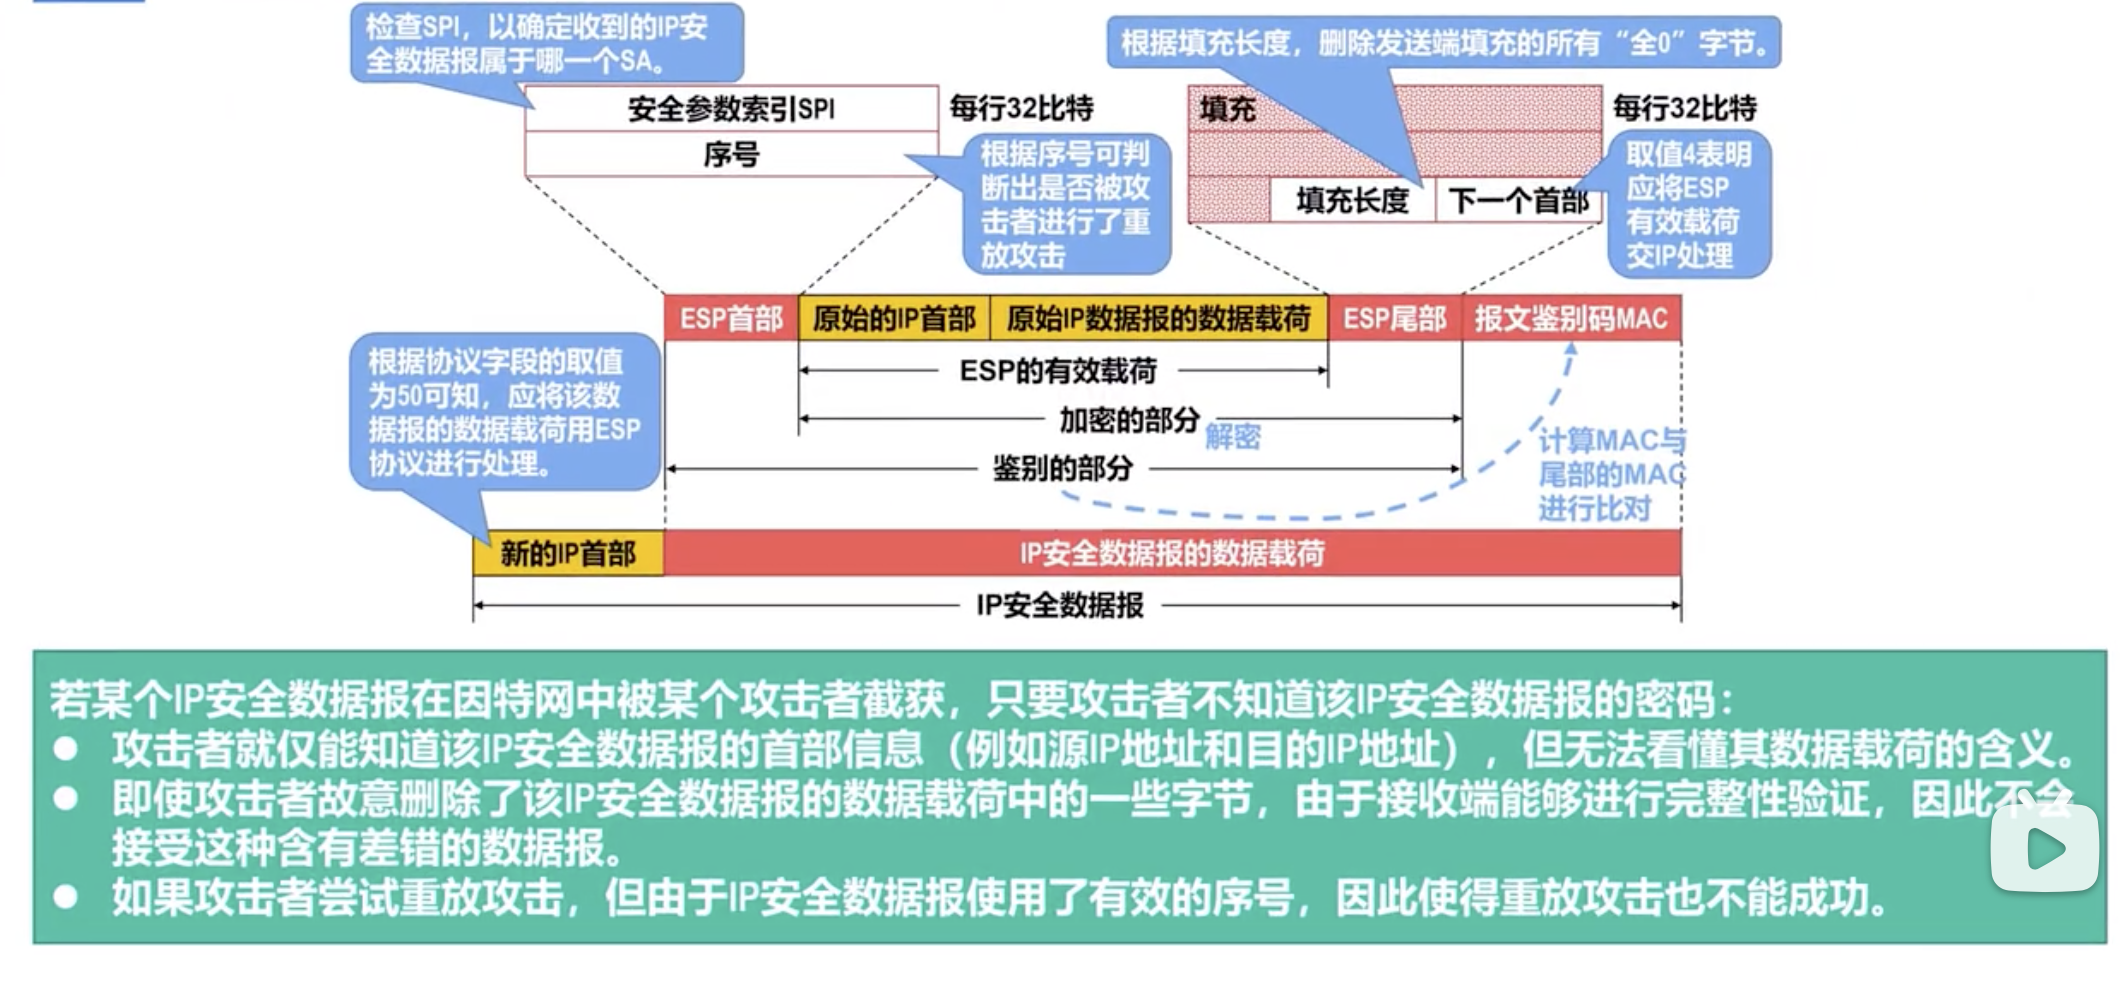 检查SPI，以确定收到的IP安
全数据报属于哪一个SA。
根据填充长度，删除发送端填充的所有“全0”字节。
安全参数索引SPI
每行32比特
序号
根据序号可判
断出是否被攻
击者进行了重
放攻击
填充
每行32比特
填充长度
下一个首部
取值4表明
应将ESP
有效载荷
交IP处理
ESP首部
原始的IP首部
原始IP数据报的数据载荷
ESP尾部
报文鉴别码MAC
ESP的有效载荷
加密的部分
解密
鉴别的部分
计算MAC与
尾部的MAC
进行比对
根据协议字段的取值
为50可知，应将该数
据报的数据载荷用ESP
协议进行处理。
新的IP首部
IP安全数据报的数据载荷
IP安全数据报
若某个IP安全数据报在因特网中被某个攻击者截获，只要攻击者不知道该IP安全数据报的密码：
● 攻击者就仅能知道该IP安全数据报的首部信息（例如源IP地址和目的IP地址），但无法看懂其数据载荷的含义。
● 即使攻击者故意删除了该IP安全数据报的数据载荷中的一些字节，由于接收端能够进行完整性验证，因此不会
接受这种含有差错的数据报。
● 如果攻击者尝试重放攻击，但由于IP安全数据报使用了有效的序号，因此使得重放攻击也不能成功。